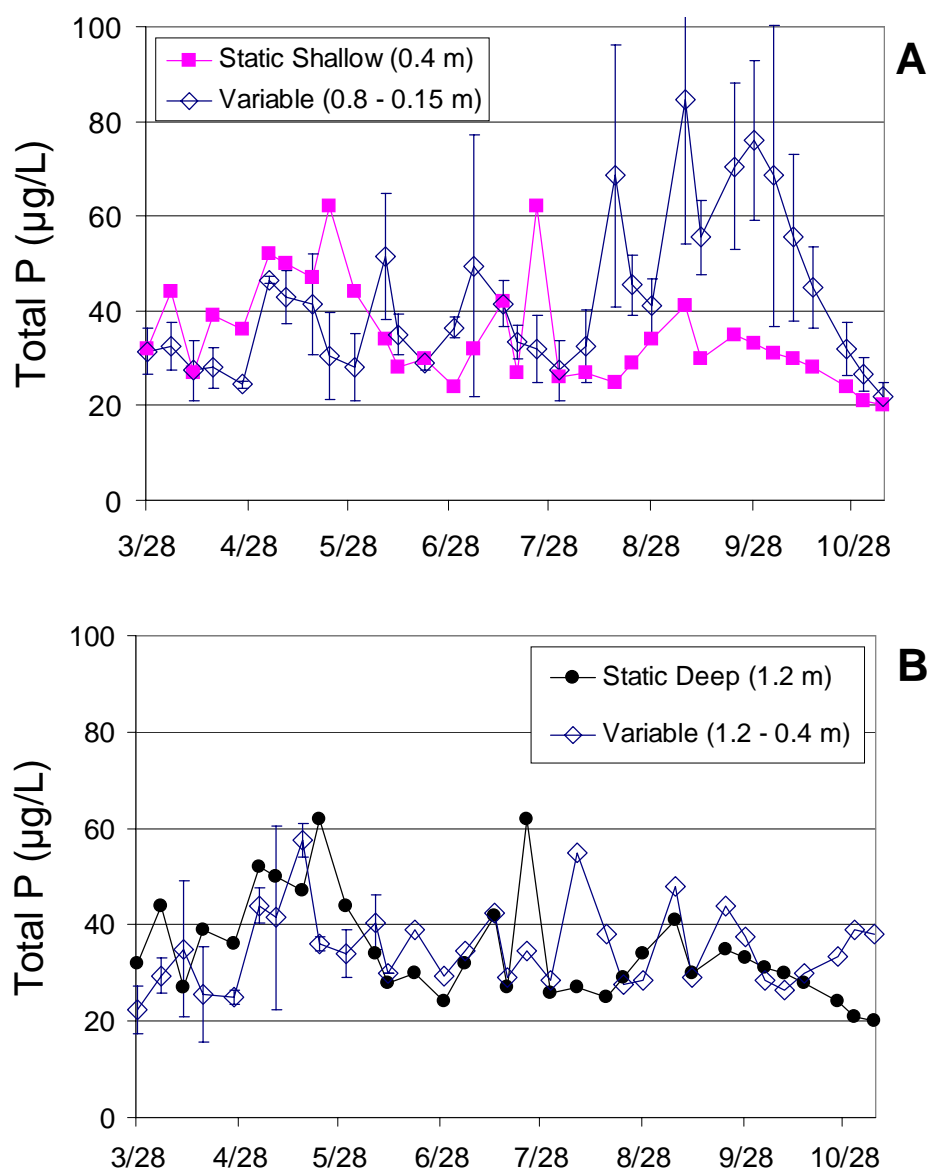 100
80
60
40
20
0
Total P (µg/L)
Static Shallow (0.4 m)
Variable (0.8 - 0.15 m)
A
3/28 4/28 5/28 6/28 7/28 8/28 9/28 10/28
100
80
60
40
20
0
Total P (µg/L)
Static Deep (1.2 m)
Variable (1.2 - 0.4 m)
B
3/28 4/28 5/28 6/28 7/28 8/28 9/28 10/28